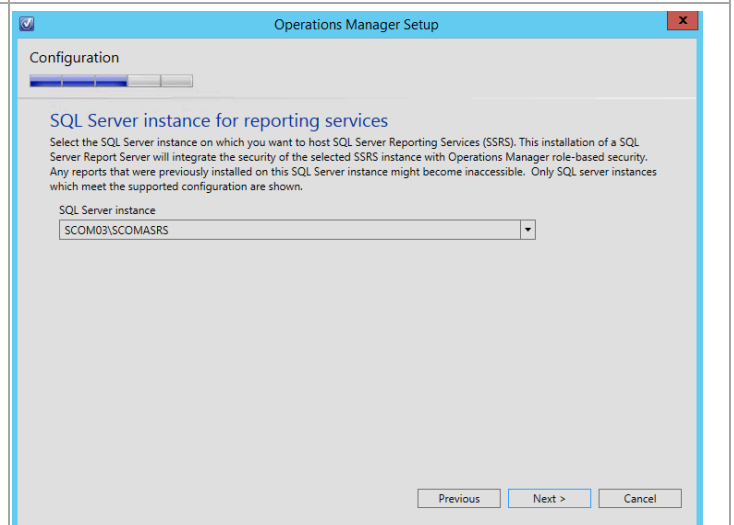 Operations Manager Setup
x
Configuration
SQL Server instance for reporting services
Select the SQL Server instance on which you want to host SQL Server Reporting Services (SSRS). This installation of a SQL
Server Report Server will integrate the security of the selected SSRS instance with Operations Manager role-based security.
Any reports that were previously installed on this SQL Server instance might become inaccessible.  Only SQL server instances
which meet the supported configuration are shown.
SQL Server instance
SCOM03\SCOMASRS
Previous
Next >
Cancel